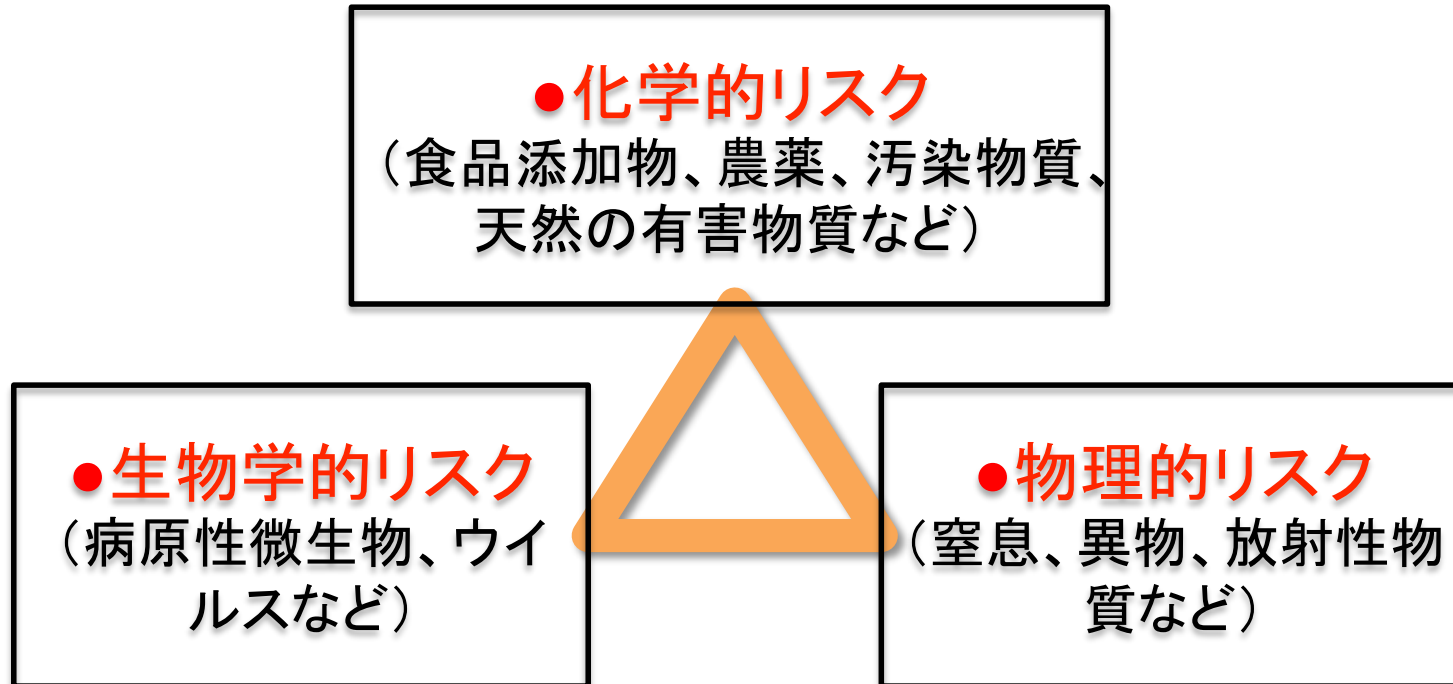 ●化学的リスク
（食品添加物、農薬、汚染物質、
天然の有害物質など）
●生物学的リスク
（病原性微生物、ウイ
ルスなど）
●物理的リスク
（窒息、異物、放射性物
質など）